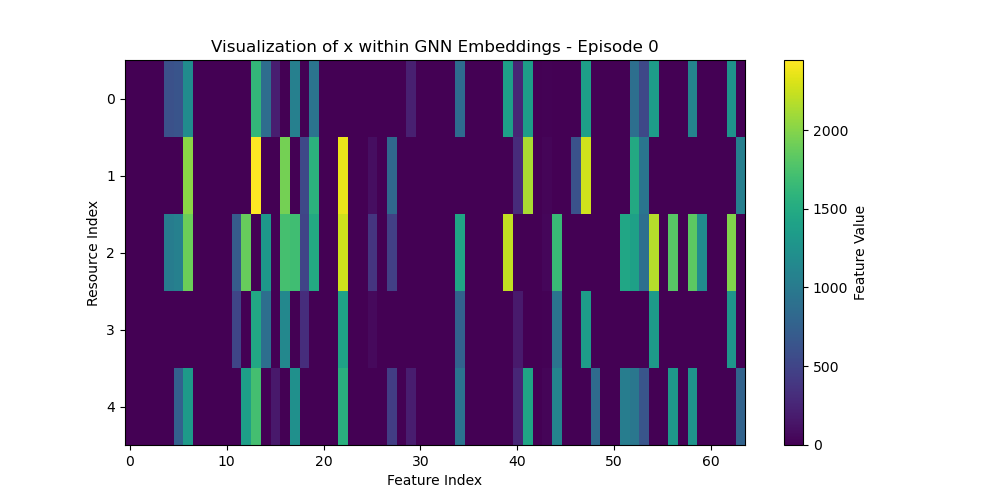 Visualization of x within GNN Embeddings - Episode 0
Resource Index
0
1
2
3
4
0 10 20 30 40 50 60
Feature Index
2000
1500
1000
500
0
Feature Value